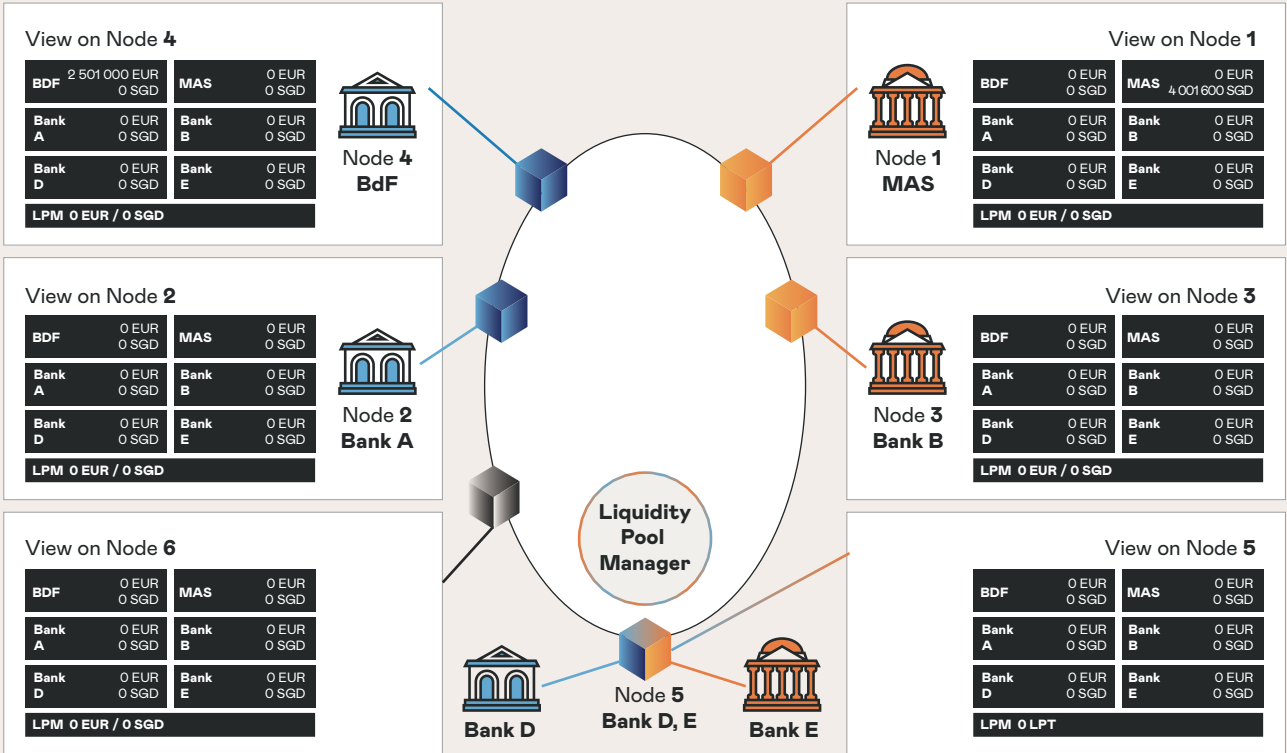 View on Node 4
BDF 2 501 000 EUR
0 SGD
MAS 0 EUR
0 SGD
Bank A 0 EUR
0 SGD
Bank B 0 EUR
0 SGD
Bank D 0 EUR
0 SGD
Bank E 0 EUR
0 SGD
LPM 0 EUR / 0 SGD
Node 4
BdF
View on Node 1
BDF 0 EUR
0 SGD
MAS 0 EUR
4 001 600 SGD
Bank A 0 EUR
0 SGD
Bank B 0 EUR
0 SGD
Bank D 0 EUR
0 SGD
Bank E 0 EUR
0 SGD
LPM 0 EUR / 0 SGD
Node 1
MAS
View on Node 2
BDF 0 EUR
0 SGD
MAS 0 EUR
0 SGD
Bank A 0 EUR
0 SGD
Bank B 0 EUR
0 SGD
Bank D 0 EUR
0 SGD
Bank E 0 EUR
0 SGD
LPM 0 EUR / 0 SGD
Node 2
Bank A
View on Node 3
BDF 0 EUR
0 SGD
MAS 0 EUR
0 SGD
Bank A 0 EUR
0 SGD
Bank B 0 EUR
0 SGD
Bank D 0 EUR
0 SGD
Bank E 0 EUR
0 SGD
LPM 0 EUR / 0 SGD
Node 3
Bank B
Liquidity
Pool
Manager
View on Node 6
BDF 0 EUR
0 SGD
MAS 0 EUR
0 SGD
Bank A 0 EUR
0 SGD
Bank B 0 EUR
0 SGD
Bank D 0 EUR
0 SGD
Bank E 0 EUR
0 SGD
LPM 0 EUR / 0 SGD
Bank D
Node 5
Bank D, E
Bank E
View on Node 5
BDF 0 EUR
0 SGD
MAS 0 EUR
0 SGD
Bank A 0 EUR
0 SGD
Bank B 0 EUR
0 SGD
Bank D 0 EUR
0 SGD
Bank E 0 EUR
0 SGD
LPM 0 LPT